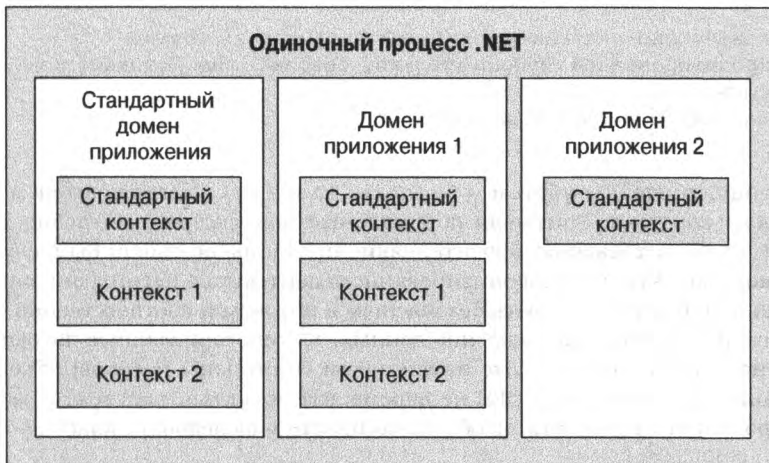 Одиночный процесс .NET
Стандартный
домен
приложения
Стандартный
контекст
Контекст 1
Контекст 2
Домен
приложения 1
Стандартный
контекст
Контекст 1
Контекст 2
Домен
приложения 2
Стандартный
контекст